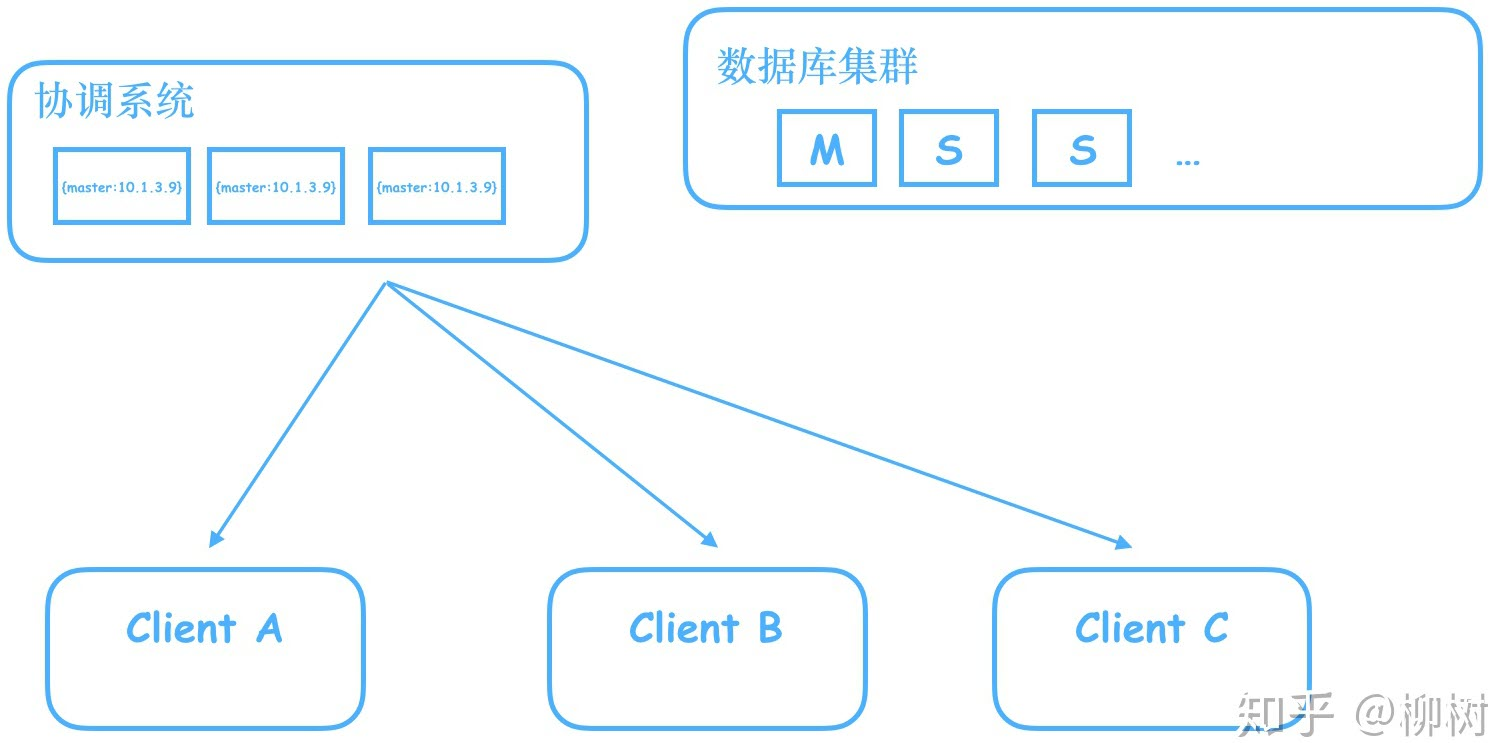 数据库集群
协调系统
M S S ...
{master:10.1.3.9} {master:10.1.3.9} {master:10.1.3.9}
Client A Client B Client C
知乎 @柳树